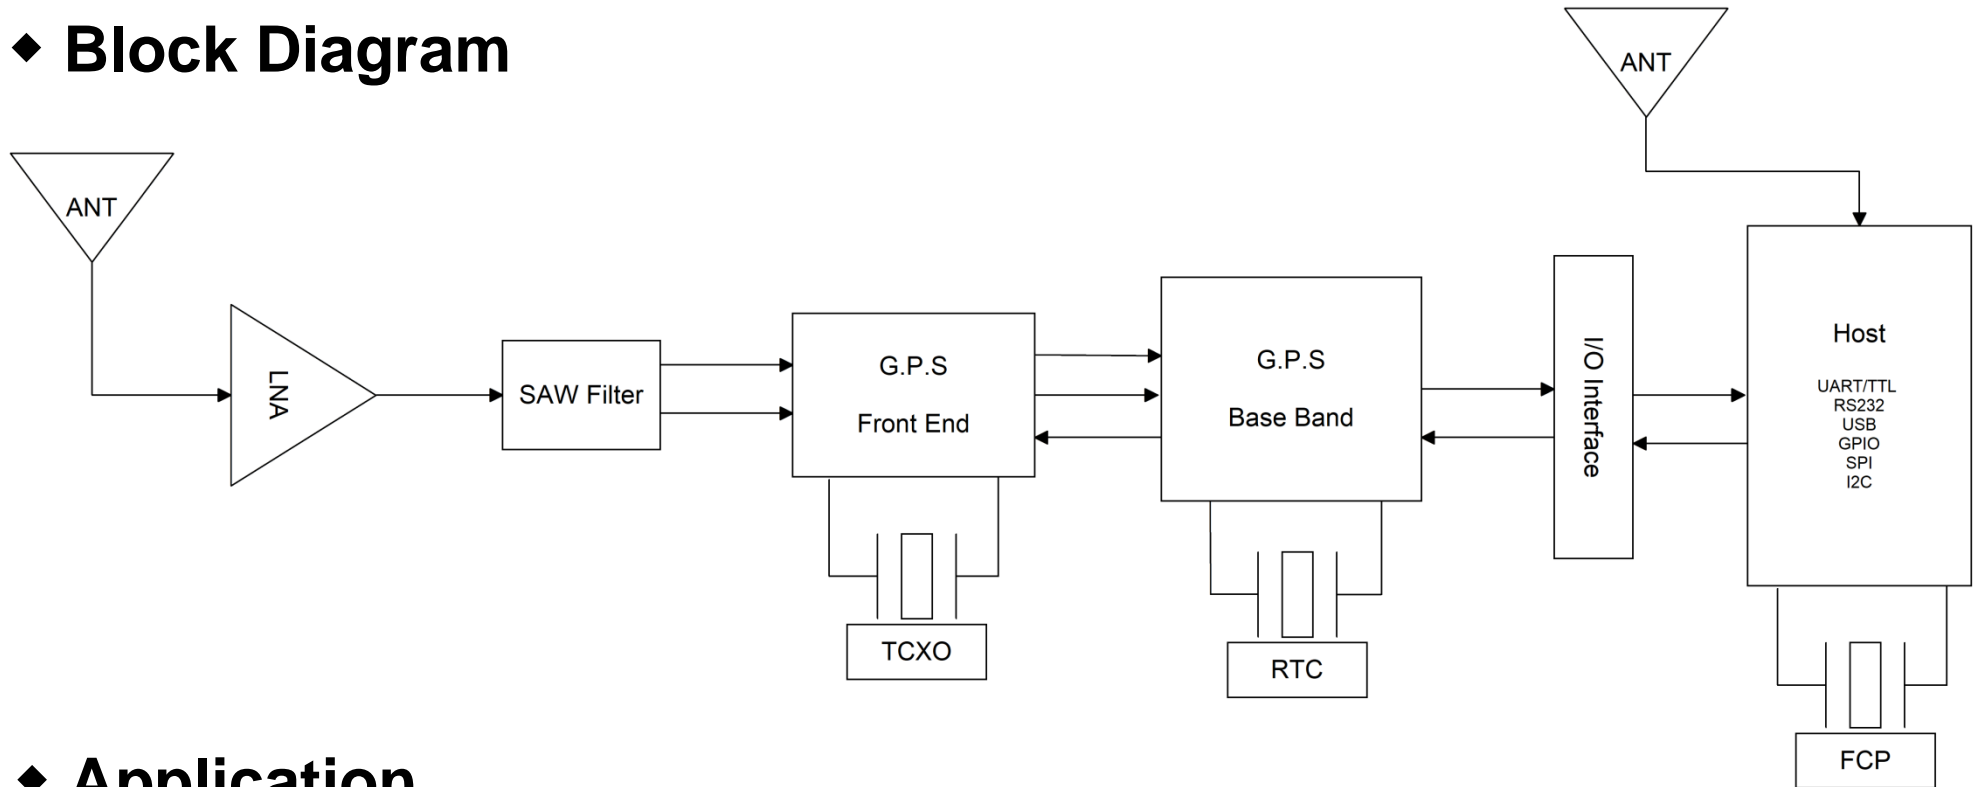 ◆ Block Diagram
ANT
ANT
LNA
SAW Filter
G.P.S
Front End
G.P.S
Base Band
I/O Interface
Host
UART/TTL
RS232
USB
GPIO
SPI
I2C
TCXO
RTC
FCP
◆ Application